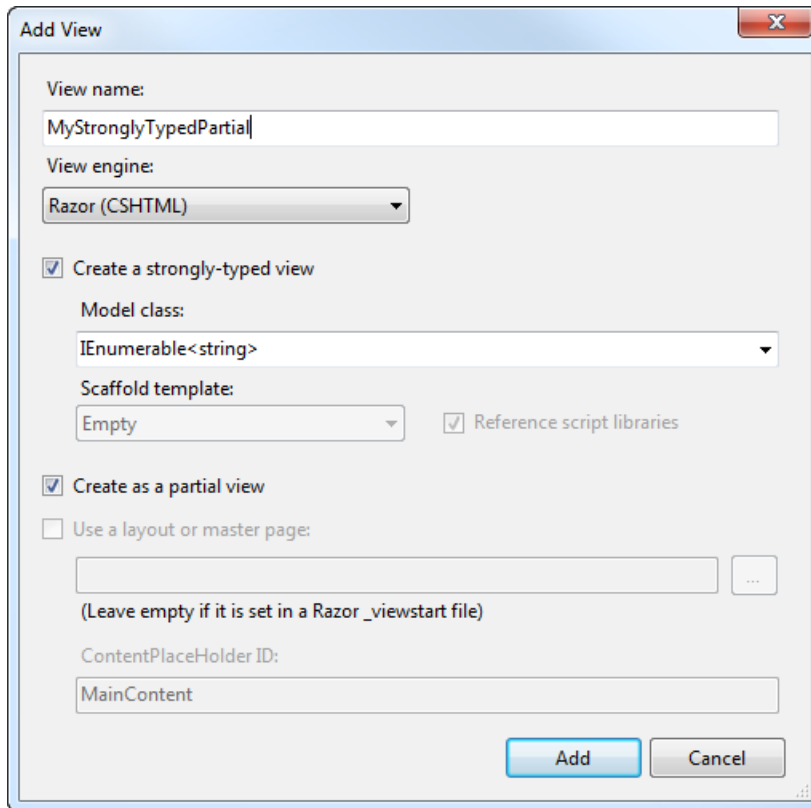 Add View
View name:
MyStronglyTypedPartial
View engine:
Razor (CSHTML)
Create a strongly-typed view
Model class:
IEnumerable<string>
Scaffold template:
Empty
Reference script libraries
Create as a partial view
Use a layout or master page:
...
(Leave empty if it is set in a Razor _viewstart file)
ContentPlaceHolder ID:
MainContent
Add Cancel